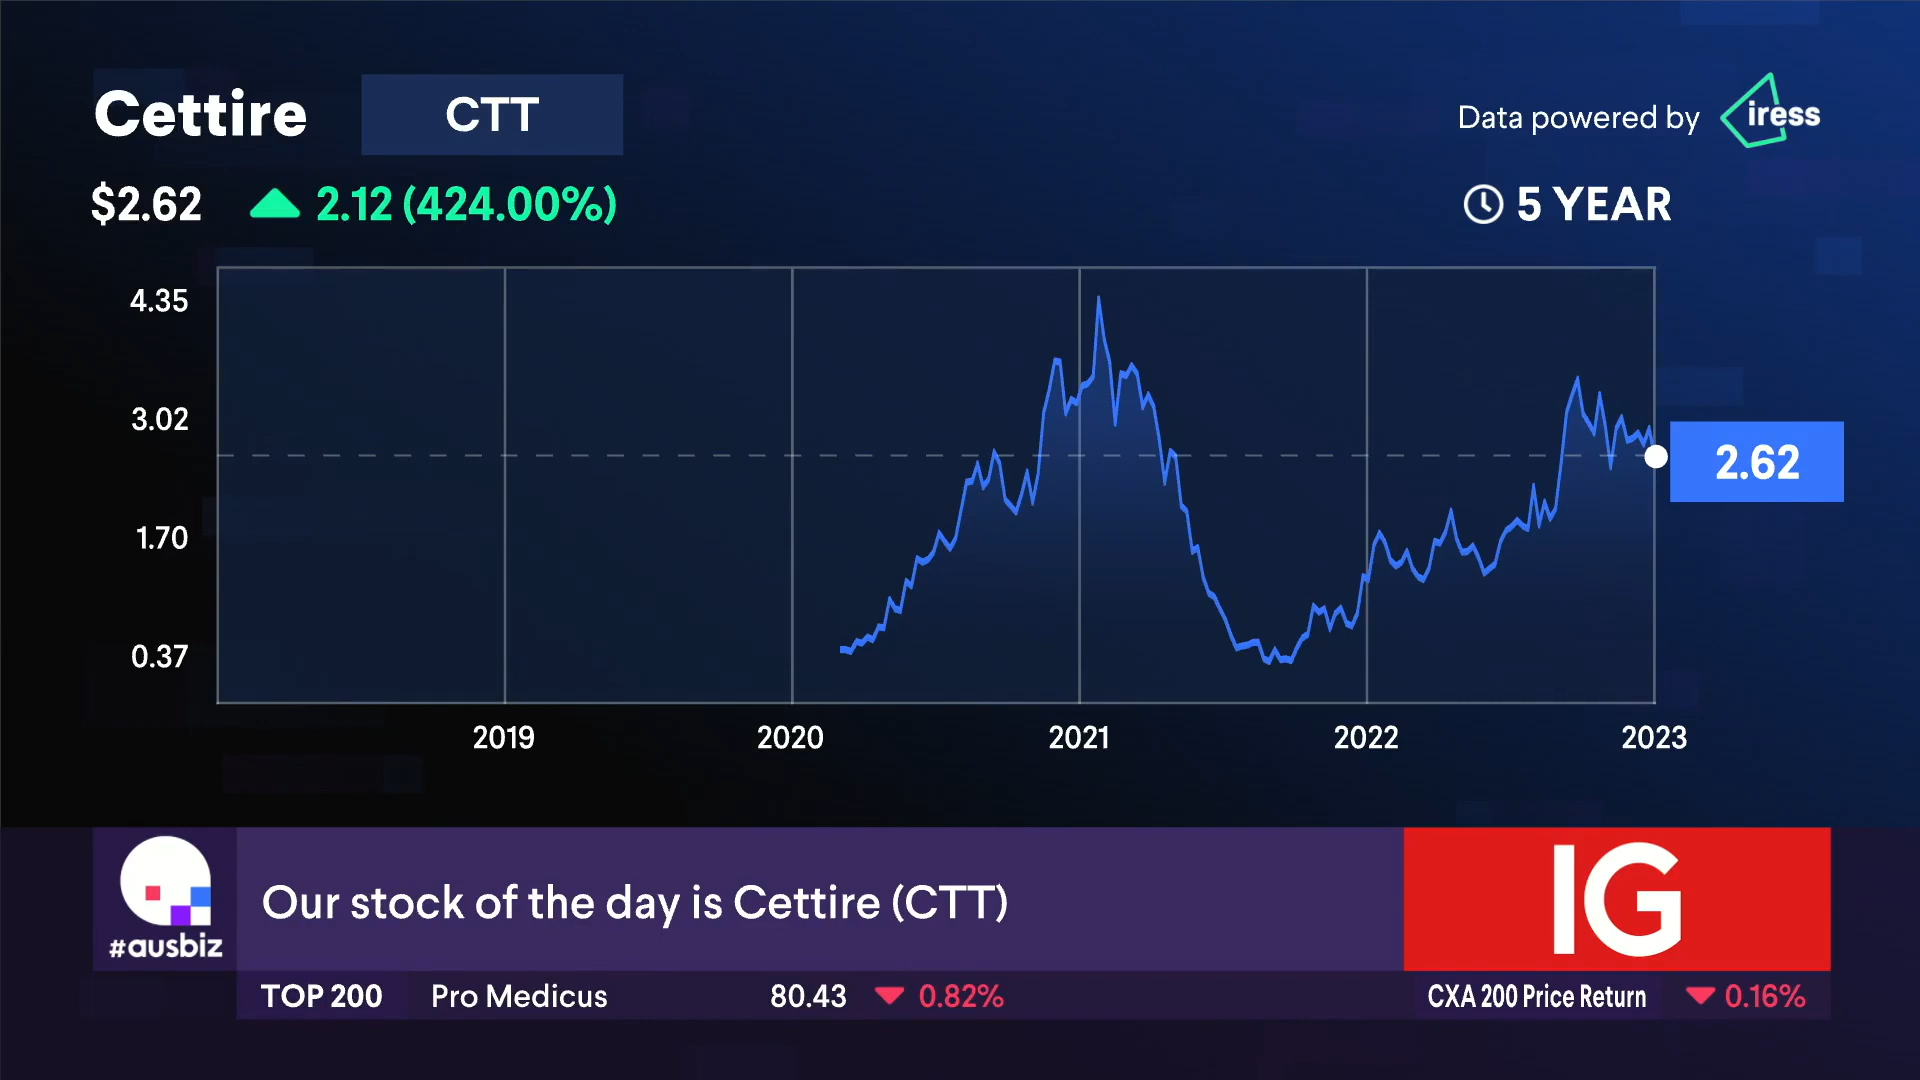 Cettire CTT
Data powered by iress
$2.62 2.12 (424.00%)
5 YEAR
4.35
3.02
1.70
0.37
2.62
2019 2020 2021 2022 2023
Our stock of the day is Cettire (CTT)
IG
#ausbiz
TOP 200 Pro Medicus 80.43 0.82%
CXA 200 Price Return 0.16%